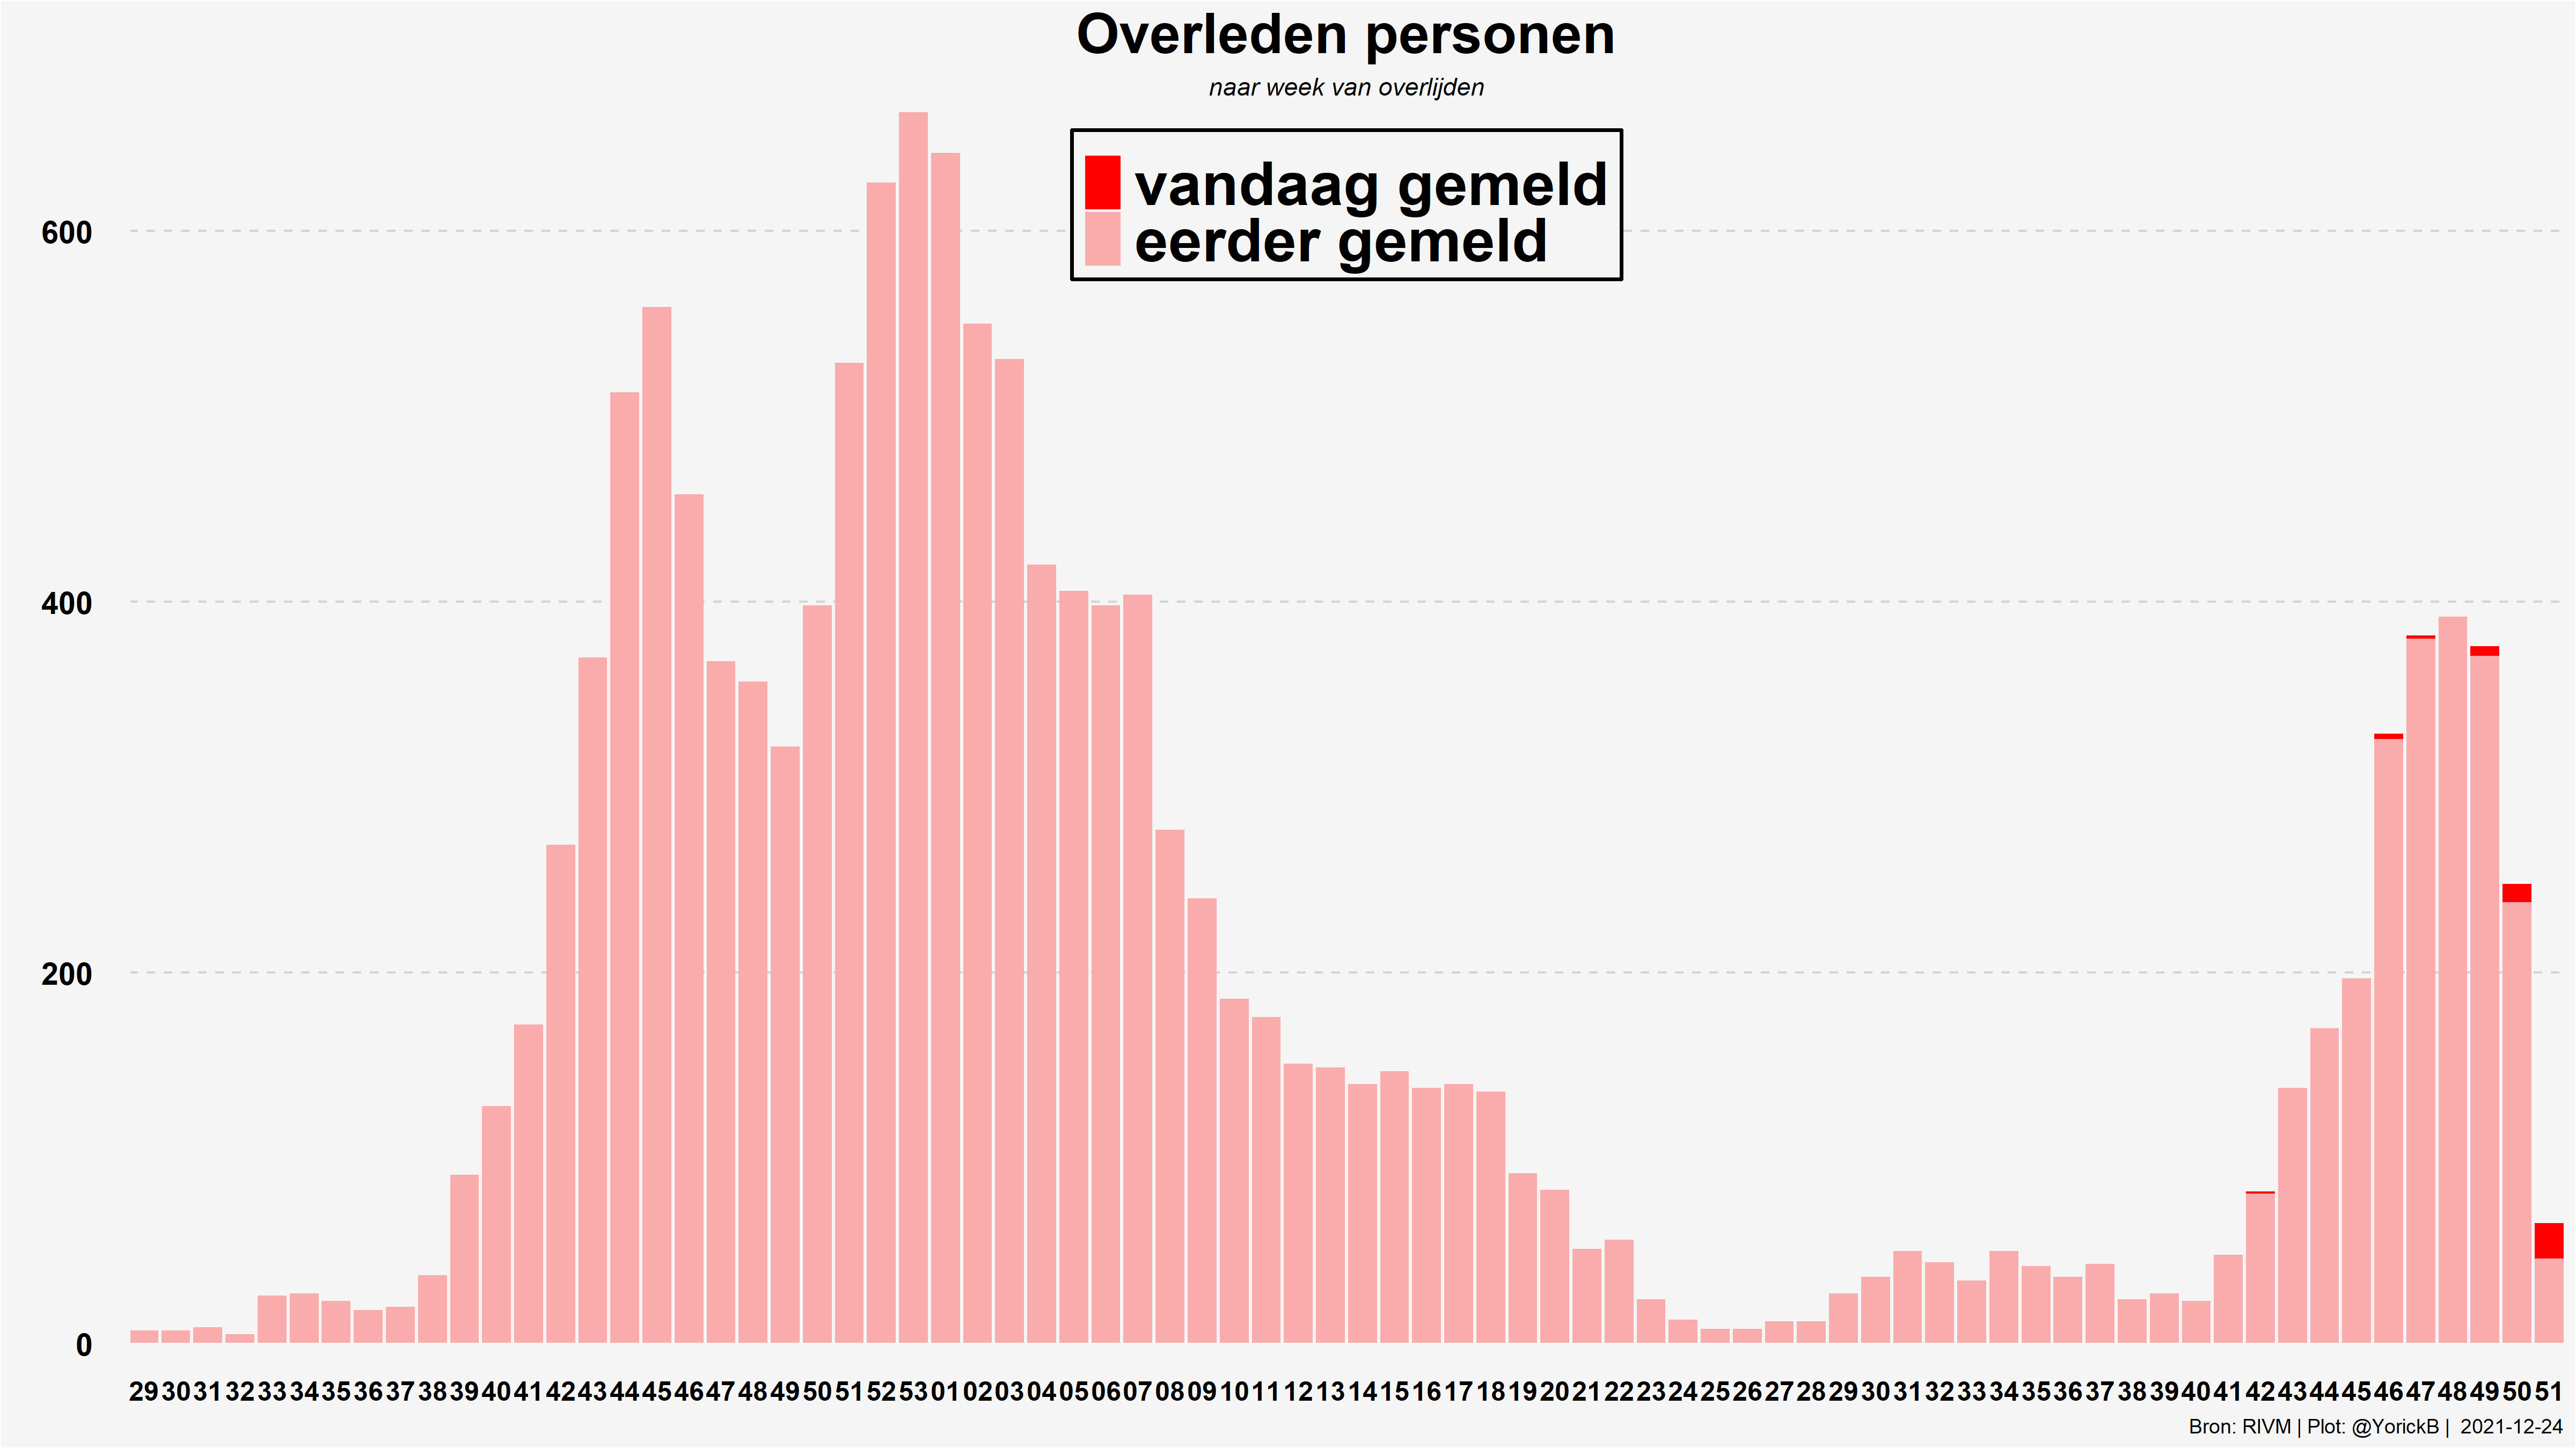 Overleden personen
naar week van overlijden
vandaag gemeld
eerder gemeld
600
400
200
0
29 30 31 32 33 34 35 36 37 38 39 40 41 42 43 44 45 46 47 48 49 50 51 52 53 01 02 03 04 05 06 07 08 09 10 11 12 13 14 15 16 17 18 19 20 21 22 23 24 25 26 27 28 29 30 31 32 33 34 35 36 37 38 39 40 41 42 43 44 45 46 47 48 49 50 51
Bron: RIVM | Plot: @YorickB | 2021-12-24